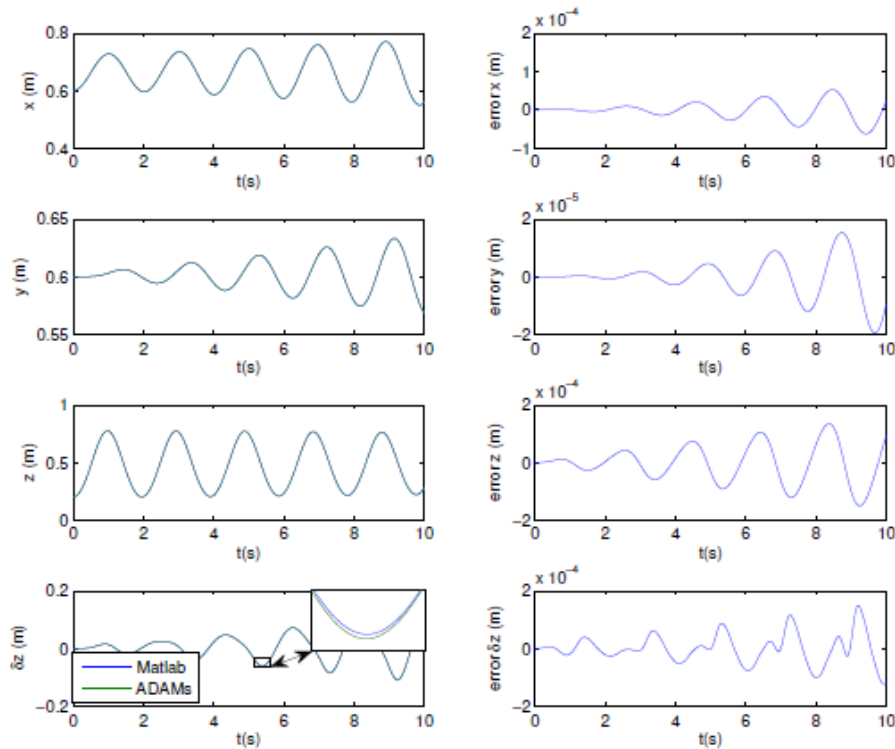 x (m)
0.8
0.6
0.4
0 2 4 6 8 10
t(s)
x 10⁻⁴
error x (m)
2
1
0
−1
0 2 4 6 8 10
t(s)
y (m)
0.65
0.6
0.55
0 2 4 6 8 10
t(s)
x 10⁻⁵
error y (m)
2
0
−2
0 2 4 6 8 10
t(s)
z (m)
1
0.5
0
0 2 4 6 8 10
t(s)
x 10⁻⁴
error z (m)
2
0
−2
0 2 4 6 8 10
t(s)
δz (m)
0.2
0
−0.2
Matlab
ADAMs
0 2 4 6 8 10
t(s)
x 10⁻⁴
error δz (m)
2
0
−2
0 2 4 6 8 10
t(s)